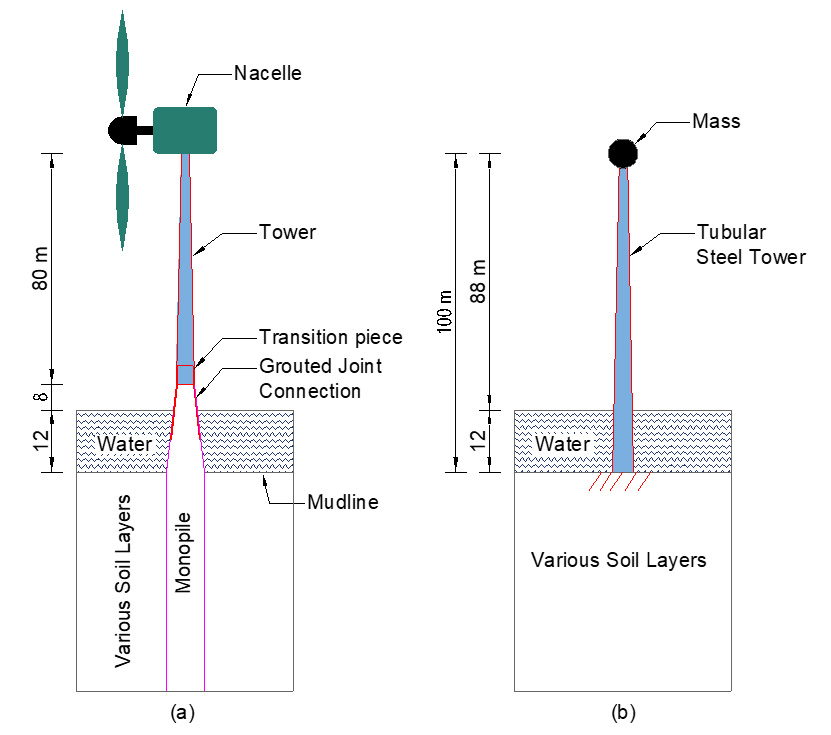 Nacelle
80 m
Tower
Transition piece
Grouted Joint
Connection
8
12
Water
Mudline
Various Soil Layers
Monopile
(a)
Mass
Tubular
Steel Tower
100 m
88 m
12
Water
Various Soil Layers
(b)